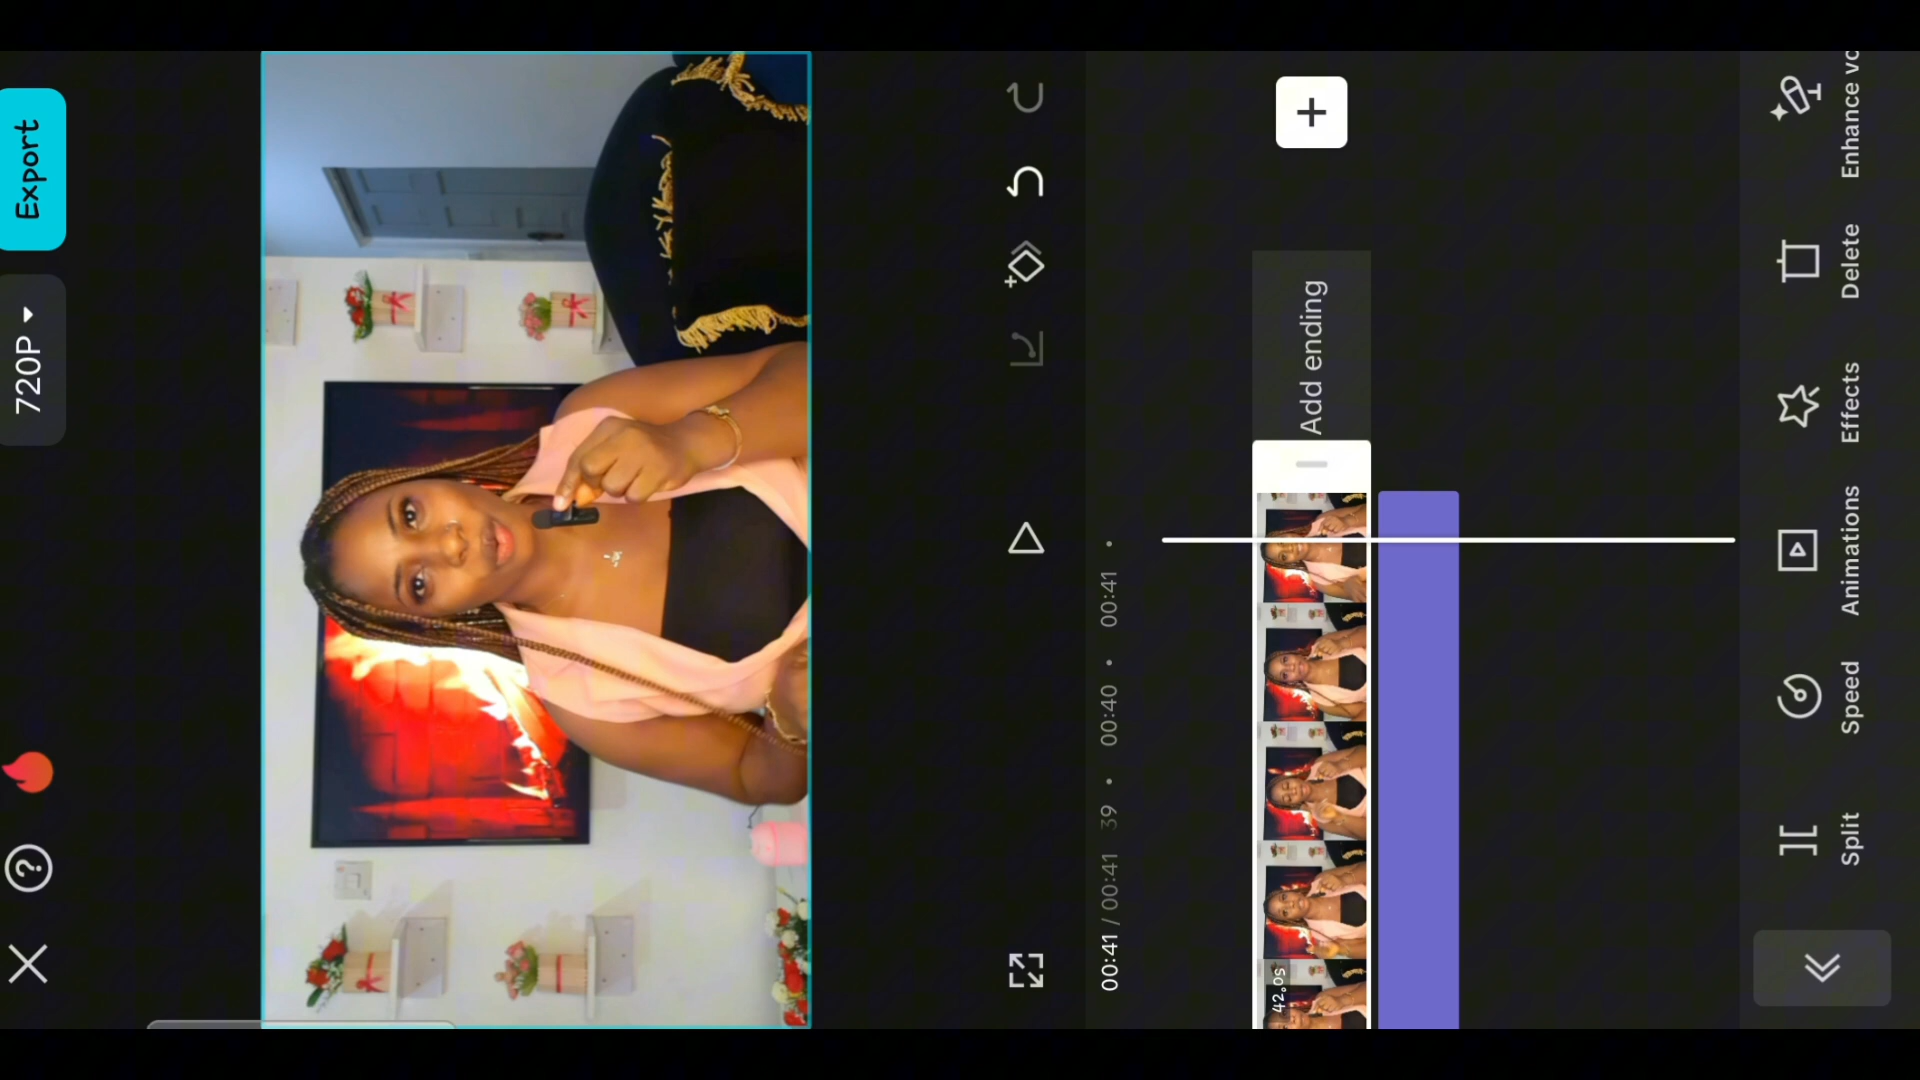 720P
Export
00:41 / 00:41
39
00:40
00:41
42.0s
Add ending
Split
Speed
Animations
Effects
Delete
Enhance vo